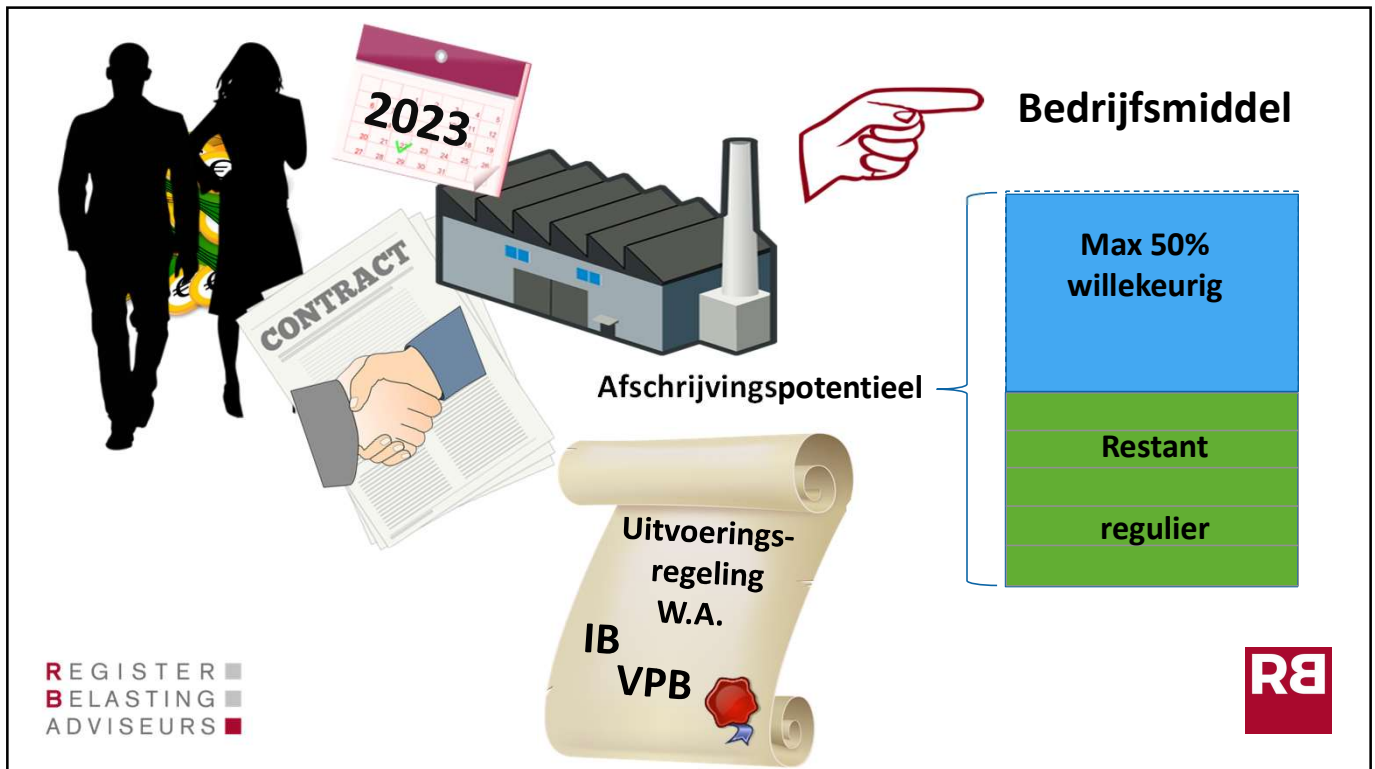 2023
CONTRACT
Bedrijfsmiddel
Max 50%
willekeurig
Afschrijvingspotentieel
Restant
regulier
Uitvoerings-
regeling
W.A.
IB
VPB
REGISTER
BELASTING
ADVISEURS
RB